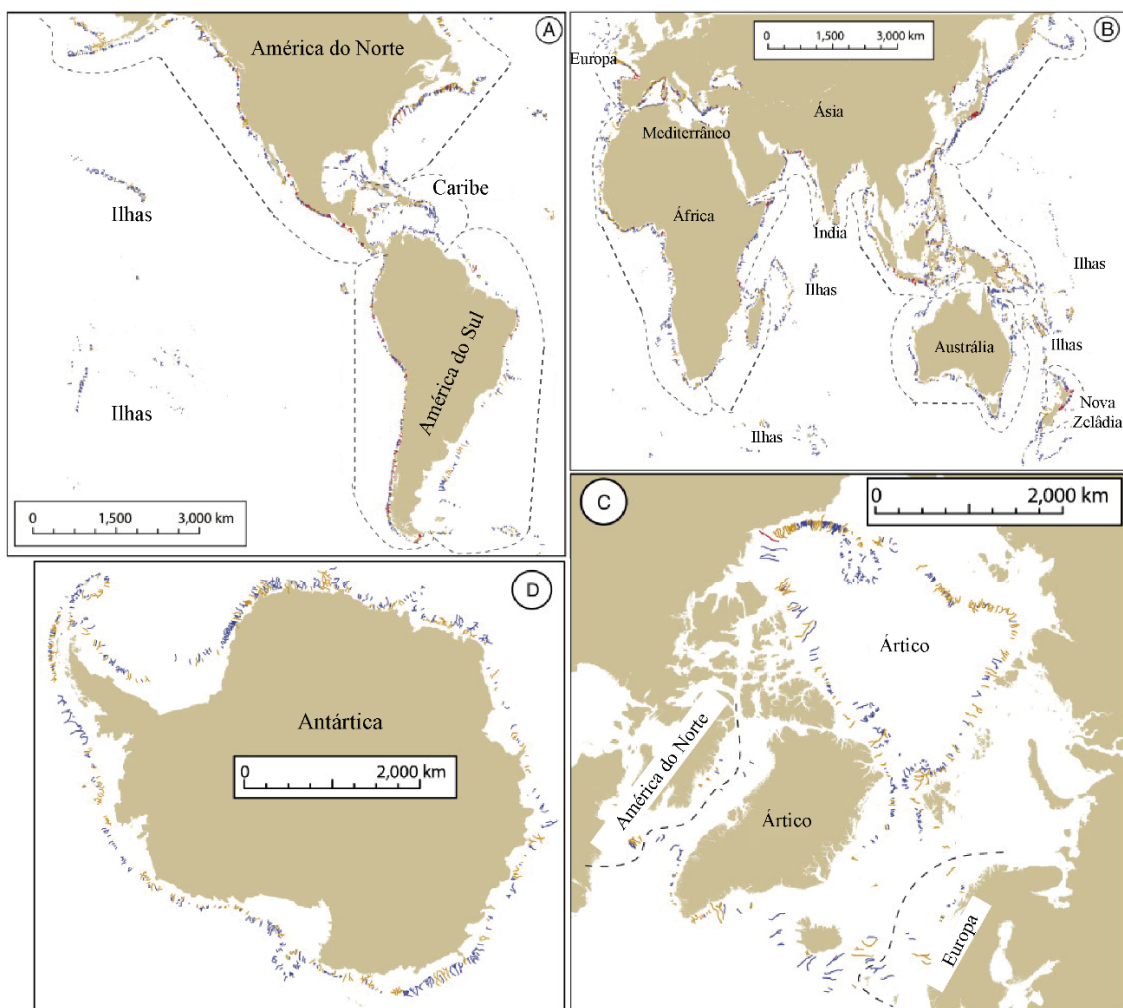 A
América do Norte
Caribe
Ilhas
Ilhas
América do Sul
0 1,500 3,000 km
B
0 1,500 3,000 km
Europa
Ásia
Mediterrânco
África
Índia
Ilhas
Ilhas
Ilhas
Austrália
Nova
Zclâdia
Ilhas
C
0 2,000 km
Ártico
América do Norte
Ártico
Europa
D
Antártica
0 2,000 km